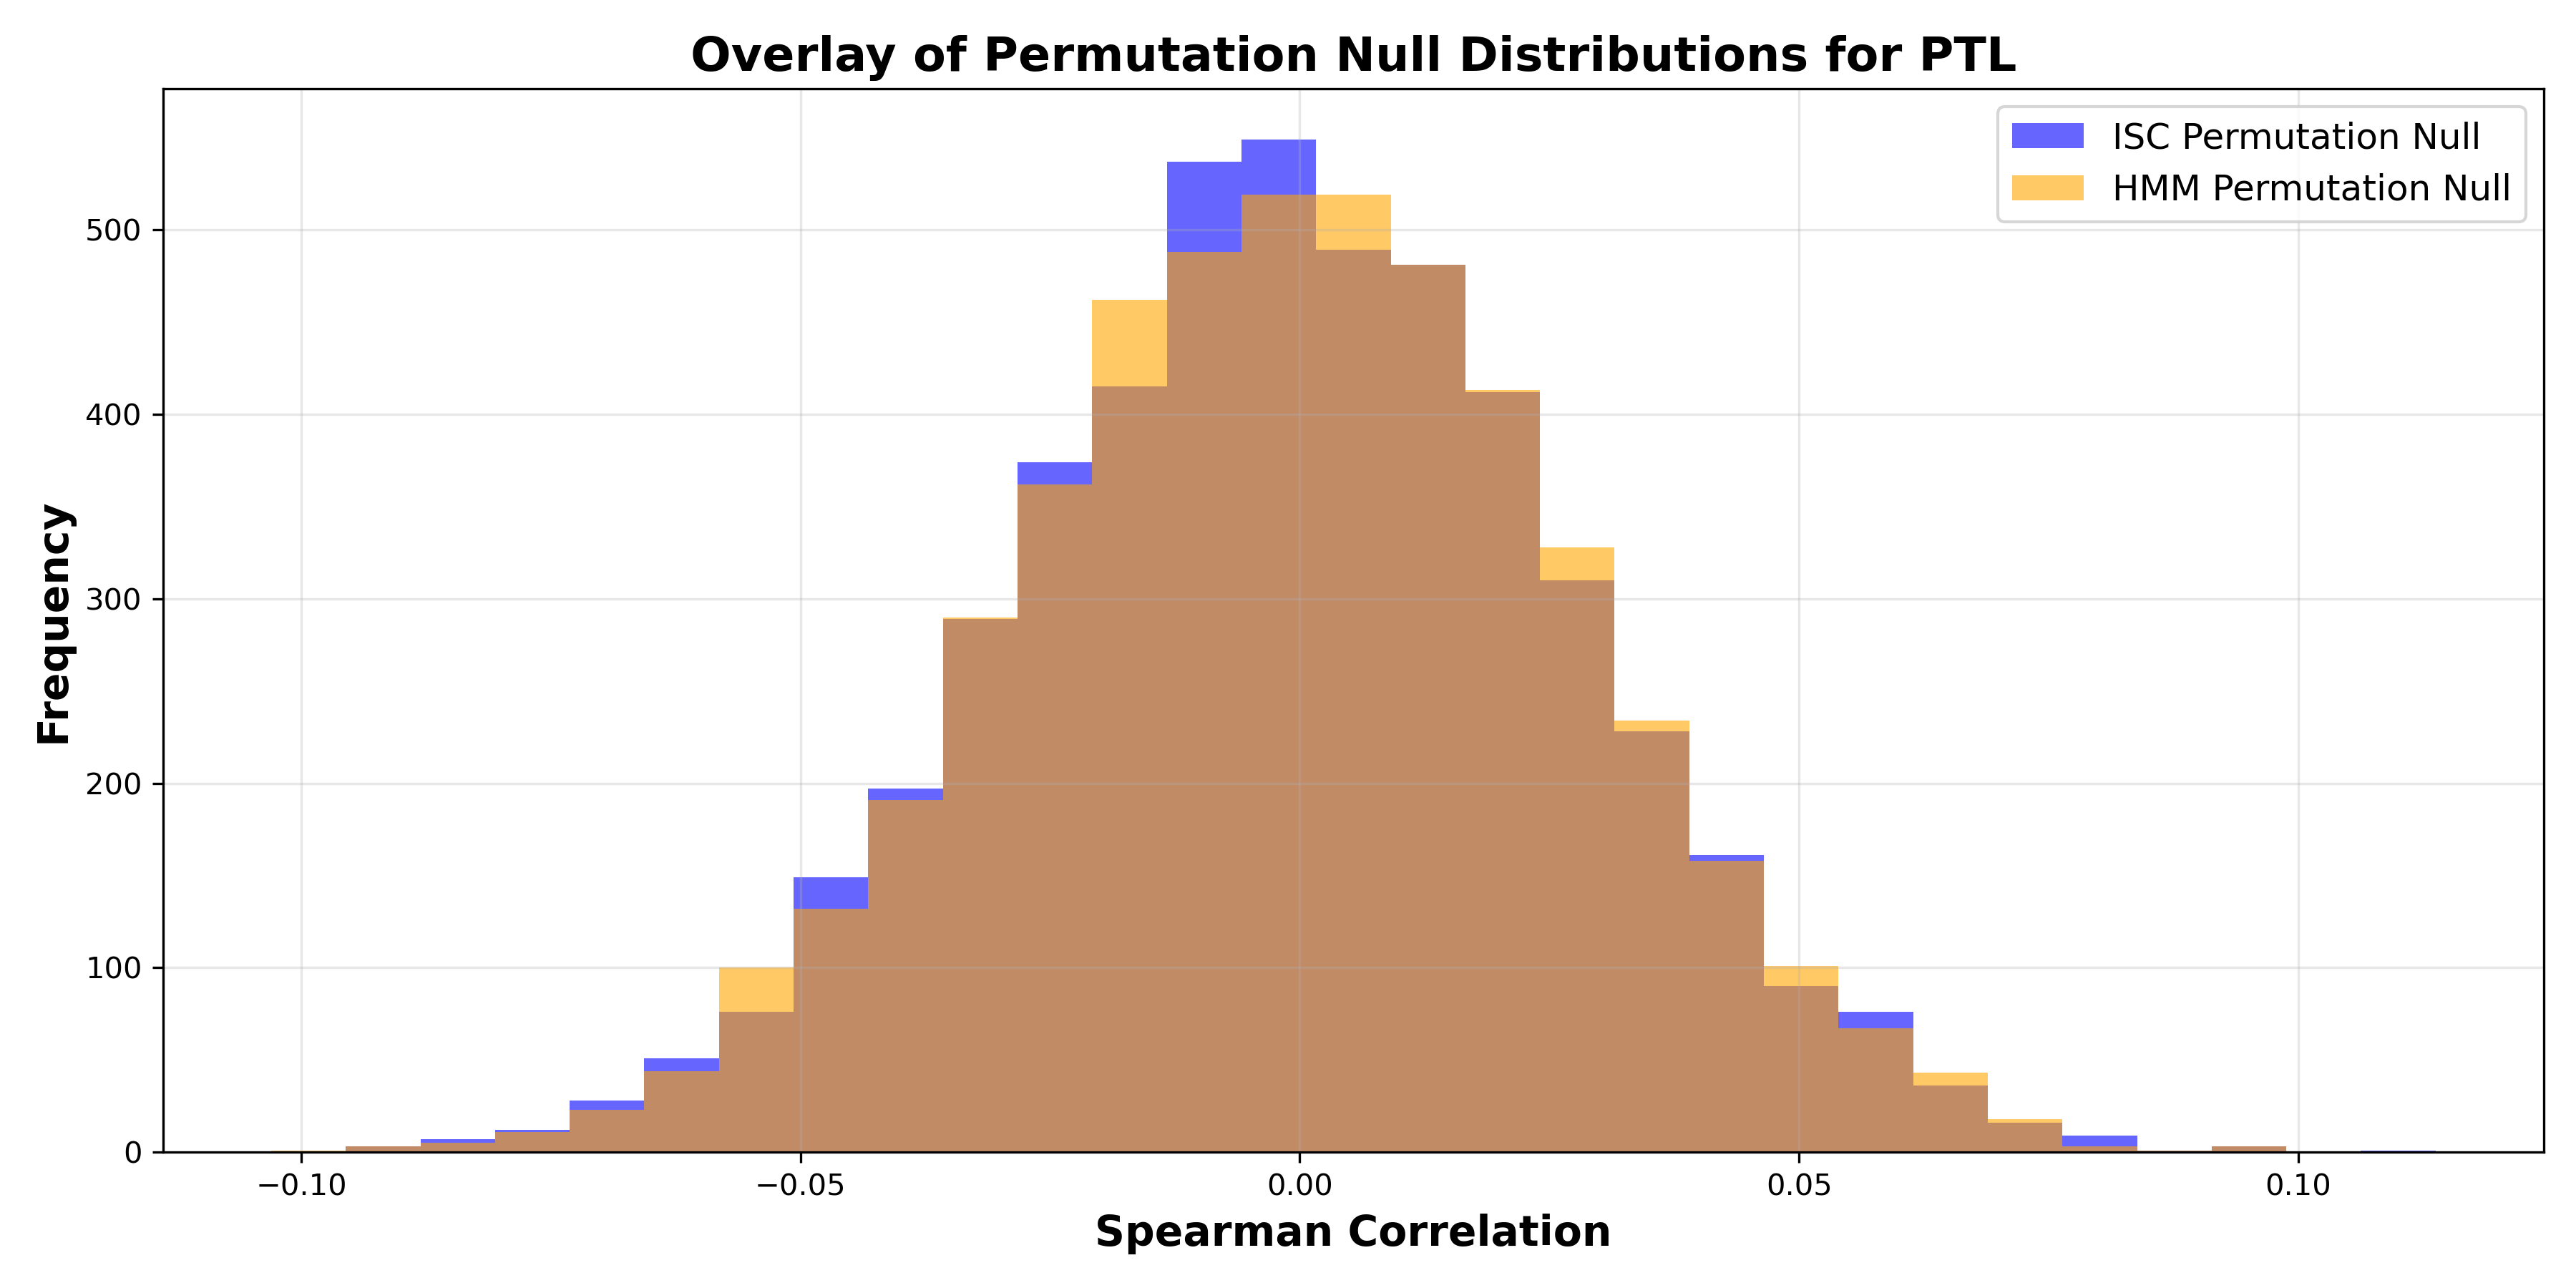 Overlay of Permutation Null Distributions for PTL
ISC Permutation Null
HMM Permutation Null
Frequency
500
400
300
200
100
0
−0.10
−0.05
0.00
0.05
0.10
Spearman Correlation